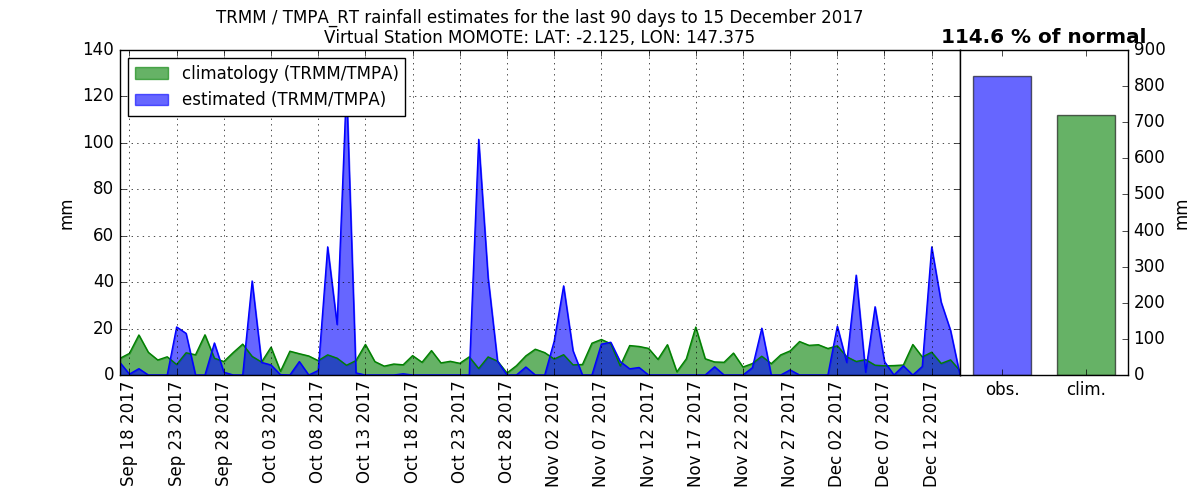 TRMM / TMPA_RT rainfall estimates for the last 90 days to 15 December 2017
Virtual Station MOMOTE: LAT: -2.125, LON: 147.375
114.6 % of normal
climatology (TRMM/TMPA)
estimated (TRMM/TMPA)
mm
140
120
100
80
60
40
20
0
Sep 18 2017
Sep 23 2017
Sep 28 2017
Oct 03 2017
Oct 08 2017
Oct 13 2017
Oct 18 2017
Oct 23 2017
Oct 28 2017
Nov 02 2017
Nov 07 2017
Nov 12 2017
Nov 17 2017
Nov 22 2017
Nov 27 2017
Dec 02 2017
Dec 07 2017
Dec 12 2017
obs.
clim.
900
800
700
600
500
400
300
200
100
0
mm